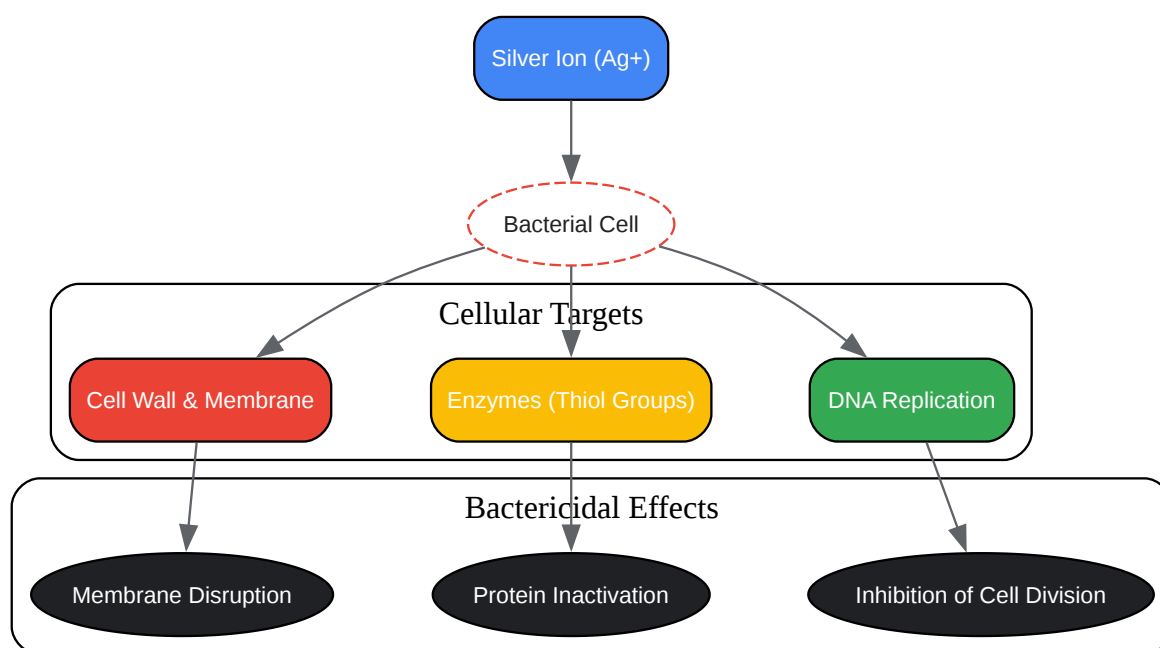 Silver Ion (Ag+)
Bacterial Cell
Cellular Targets
Cell Wall & Membrane
Enzymes (Thiol Groups)
DNA Replication
Bactericidal Effects
Membrane Disruption
Protein Inactivation
Inhibition of Cell Division